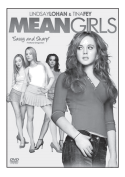 LINDSAY LOHAN & TINA FEY
MEAN GIRLS
"Sassy and Sharp"
DVD